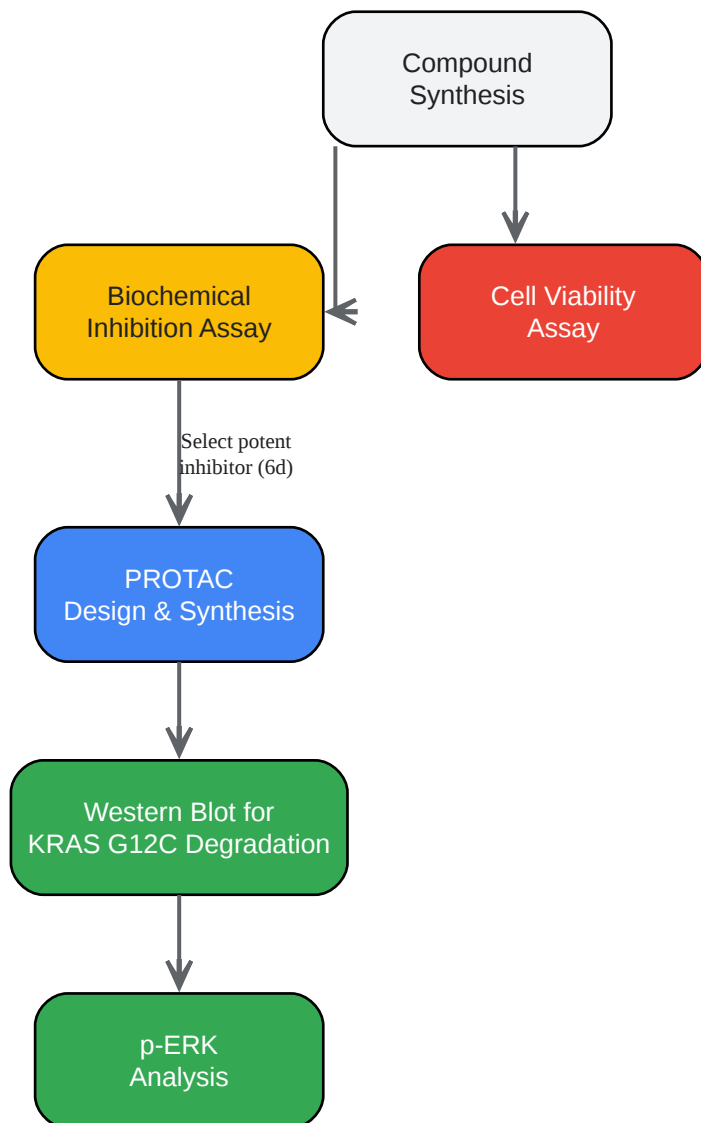 Compound
Synthesis
Biochemical
Inhibition Assay
Cell Viability
Assay
Select potent
inhibitor (6d)
PROTAC
Design & Synthesis
Western Blot for
KRAS G12C Degradation
p-ERK
Analysis